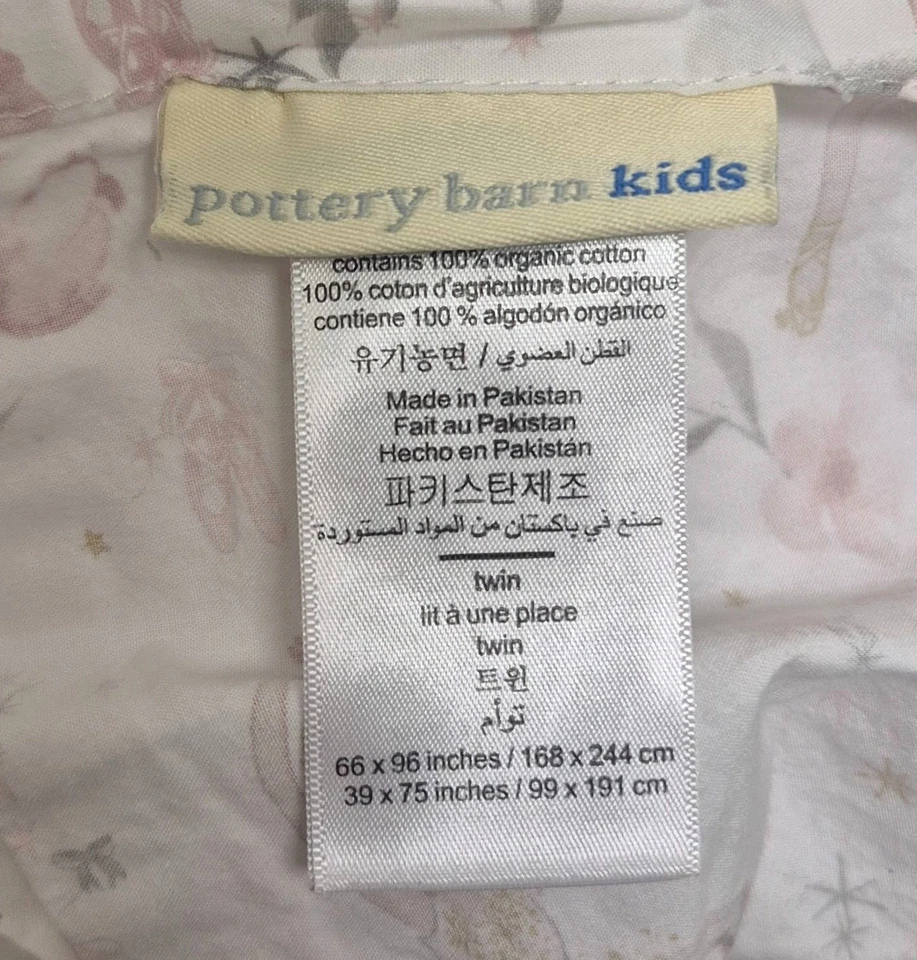 pottery barn kids
contains 100% organic cotton
100% coton d'agriculture biologique
contiene 100 % algodón orgánico
유기농면 / القطن العضوي
Made in Pakistan
Fait au Pakistan
Hecho en Pakistán
파키스탄제조
صنع في باكستان من المواد المستوردة
twin
lit à une place
twin
트윈
توأم
66 x 96 inches / 168 x 244 cm
39 x 75 inches / 99 x 191 cm